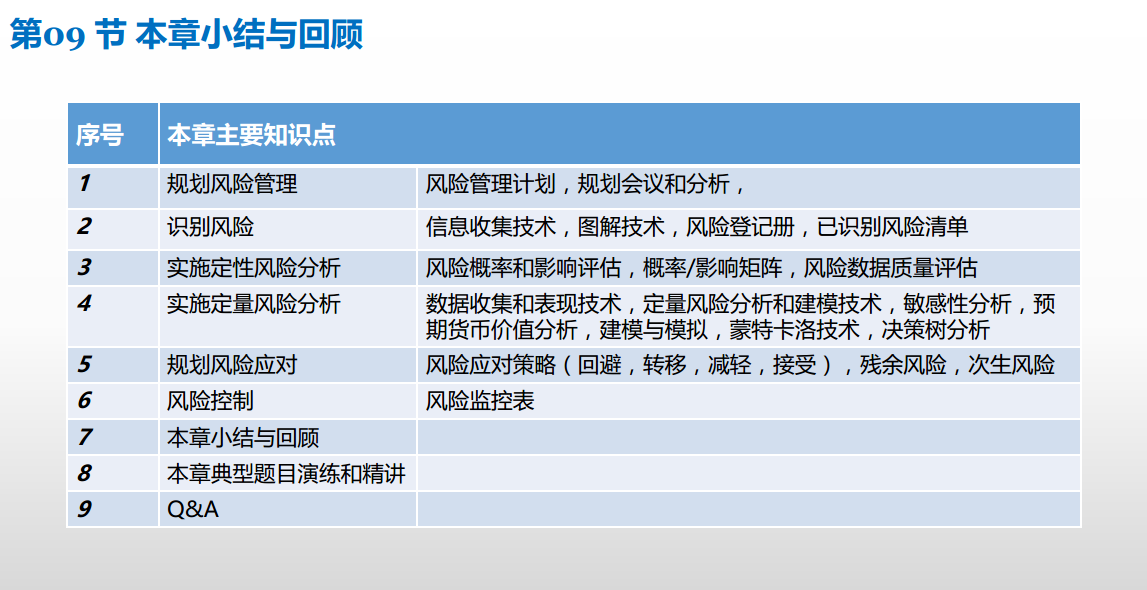 第09 节 本章小结与回顾
序号 本章主要知识点
1 规划风险管理 风险管理计划，规划会议和分析，
2 识别风险 信息收集技术，图解技术，风险登记册，已识别风险清单
3 实施定性风险分析 风险概率和影响评估，概率/影响矩阵，风险数据质量评估
4 实施定量风险分析 数据收集和表现技术，定量风险分析和建模技术，敏感性分析，预
期货币价值分析，建模与模拟，蒙特卡洛技术，决策树分析
5 规划风险应对 风险应对策略（回避，转移，减轻，接受），残余风险，次生风险
6 风险控制 风险监控表
7 本章小结与回顾
8 本章典型题目演练和精讲
9 Q&A